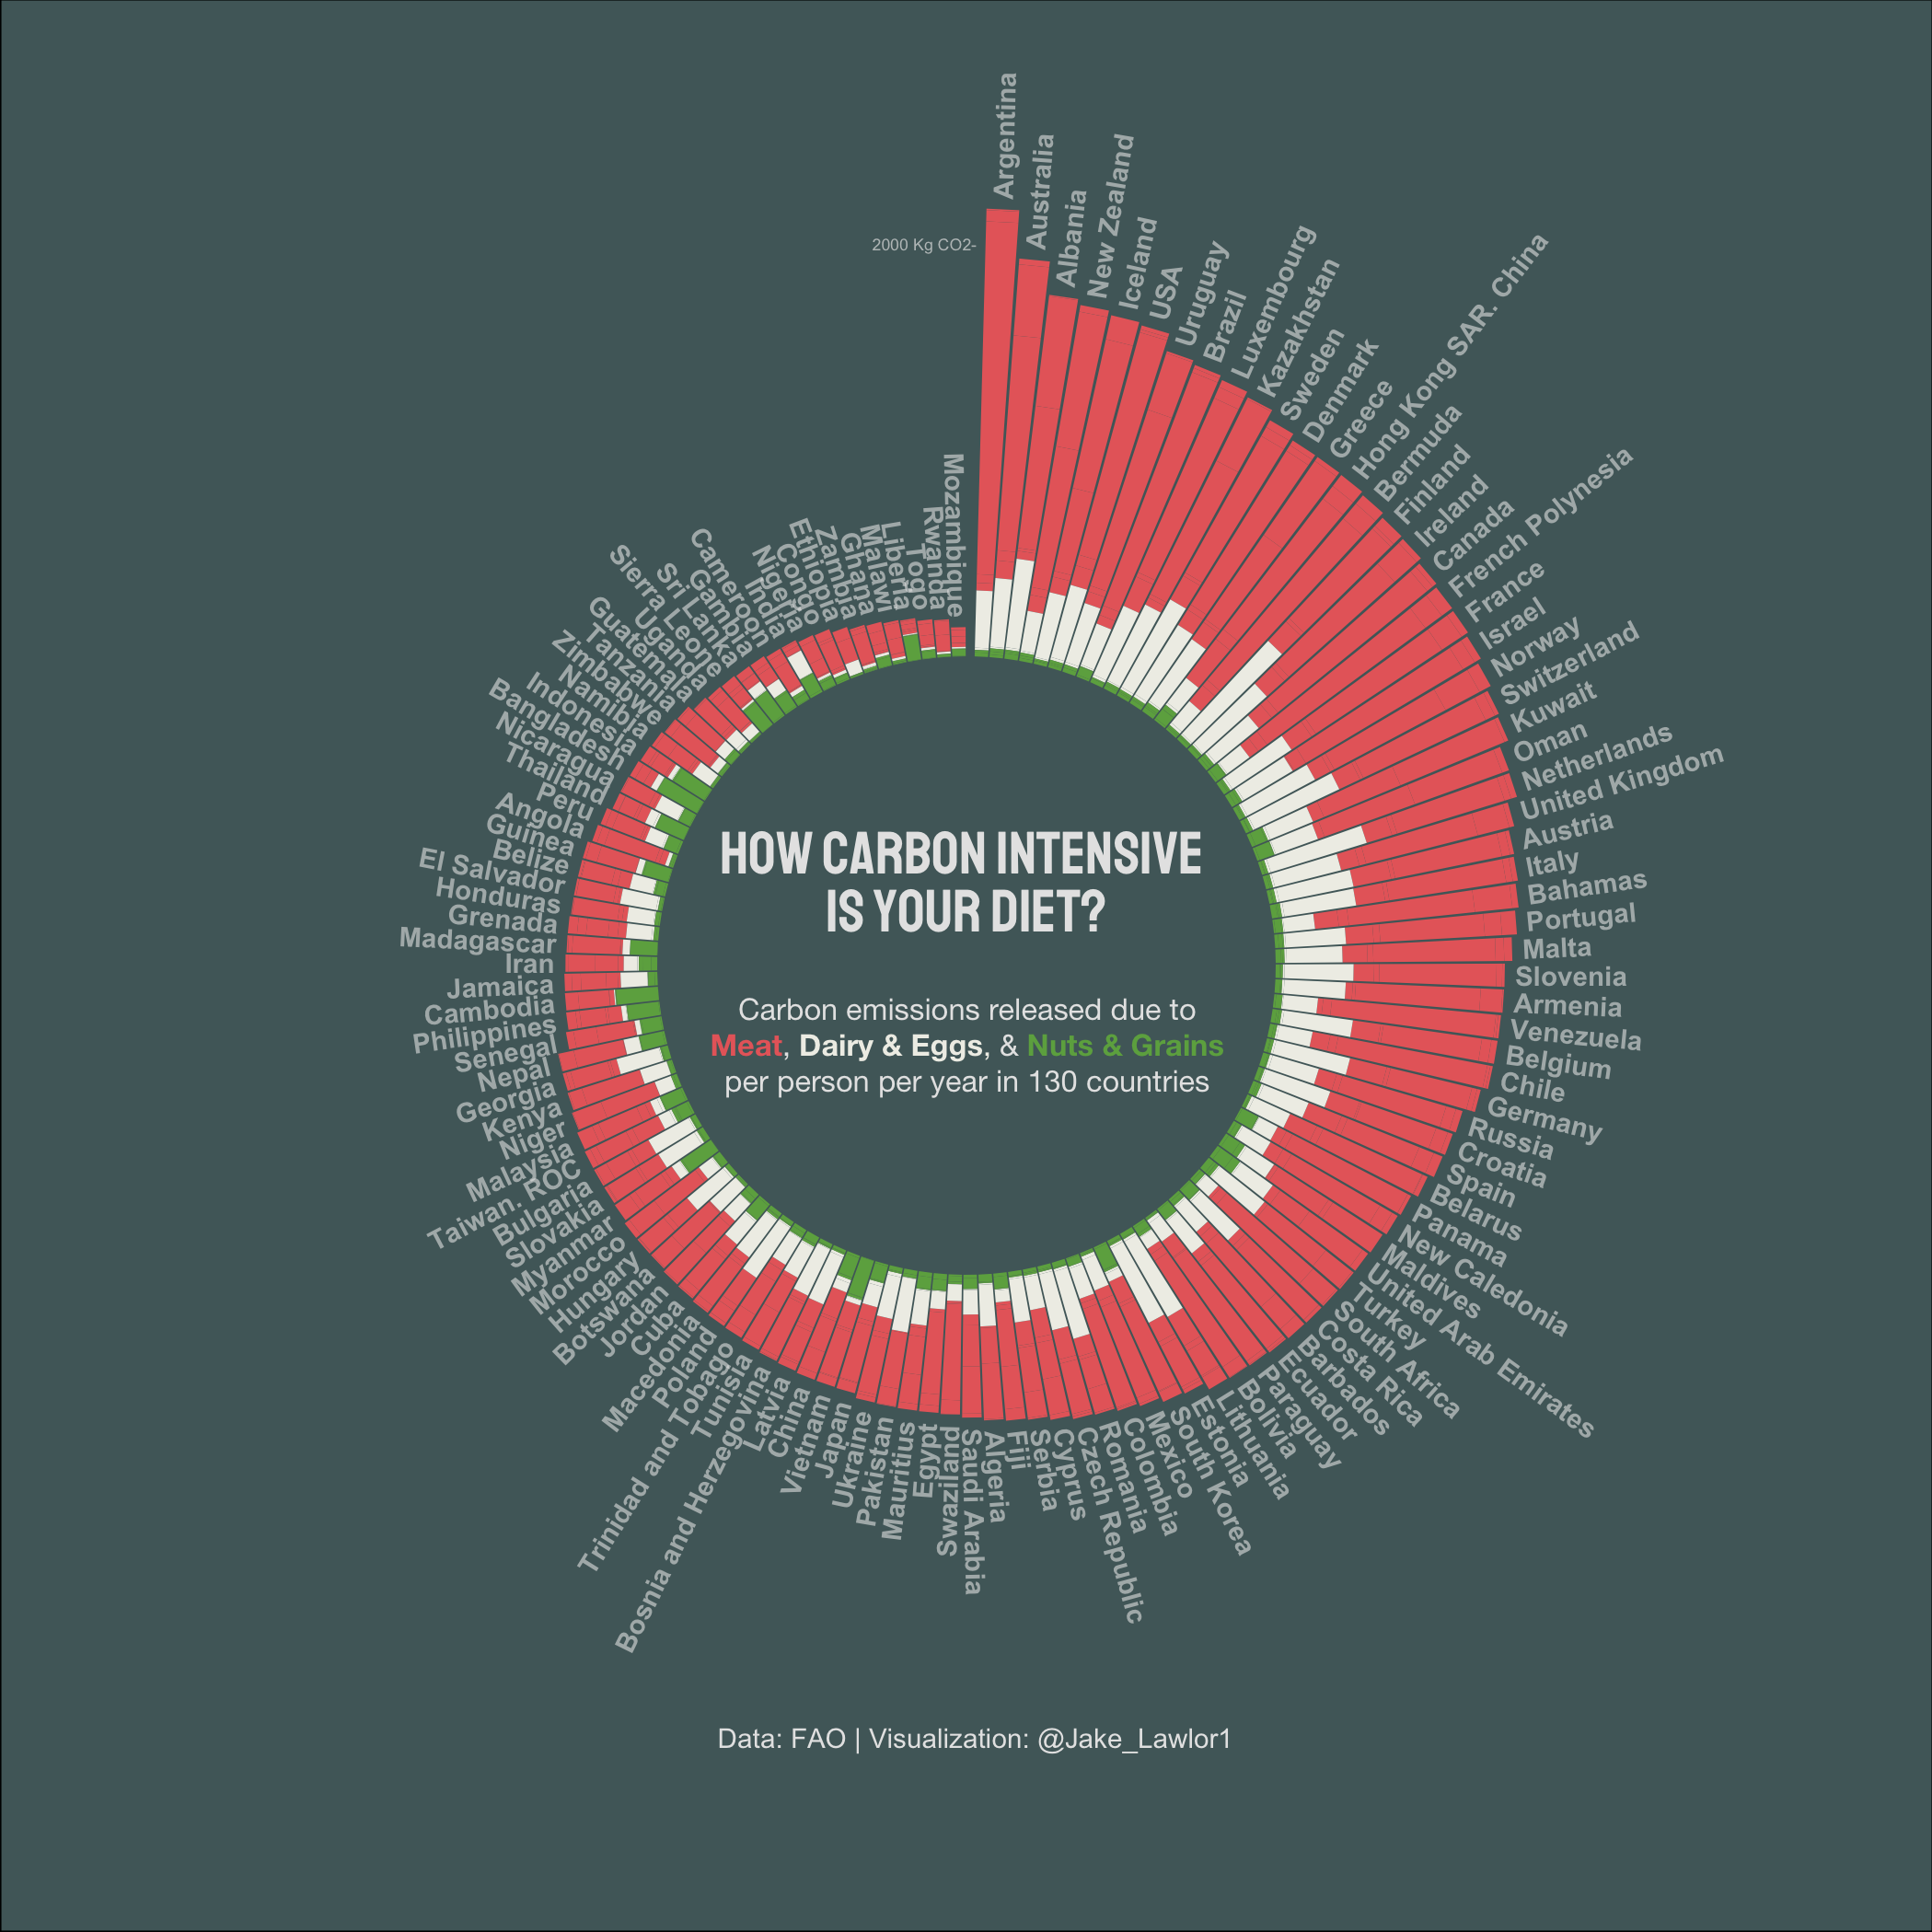 Argentina
Australia
Albania
New Zealand
Iceland
USA
Uruguay
Brazil
Luxembourg
Kazakhstan
Sweden
Denmark
Greece
Hong Kong SAR. China
Bermuda
Finland
Ireland
Canada
French Polynesia
France
Israel
Norway
Switzerland
Kuwait
Oman
Netherlands
United Kingdom
Austria
Italy
Bahamas
Portugal
Malta
Slovenia
Armenia
Venezuela
Belgium
Chile
Germany
Russia
Croatia
Spain
Belarus
Panama
New Caledonia
Maldives
United Arab Emirates
Turkey
South Africa
Costa Rica
Barbados
Ecuador
Paraguay
Bolivia
Lithuania
Estonia
South Korea
Mexico
Colombia
Romania
Czech Republic
Cyprus
Serbia
Fiji
Algeria
Saudi Arabia
Swaziland
Egypt
Mauritius
Pakistan
Ukraine
Japan
Vietnam
China
Latvia
Bosnia and Herzegovina
Tunisia
Trinidad and Tobago
Poland
Macedonia
Cuba
Jordan
Botswana
Hungary
Morocco
Myanmar
Slovakia
Bulgaria
Taiwan. ROC
Malaysia
Niger
Kenya
Georgia
Nepal
Senegal
Philippines
Cambodia
Jamaica
Iran
Madagascar
Grenada
Honduras
El Salvador
Belize
Guinea
Angola
Peru
Thailand
Nicaragua
Bangladesh
Indonesia
Namibia
Zimbabwe
Tanzania
Guatemala
Uganda
Sierra Leone
Sri Lanka
Gambia
Cameroon
India
Nigeria
Congo
Ethiopia
Zambia
Ghana
Malawi
Liberia
Togo
Rwanda
Mozambique
2000 Kg CO2-
HOW CARBON INTENSIVE
IS YOUR DIET?
Carbon emissions released due to
Meat, Dairy & Eggs, & Nuts & Grains
per person per year in 130 countries
Data: FAO | Visualization: @Jake_Lawlor1